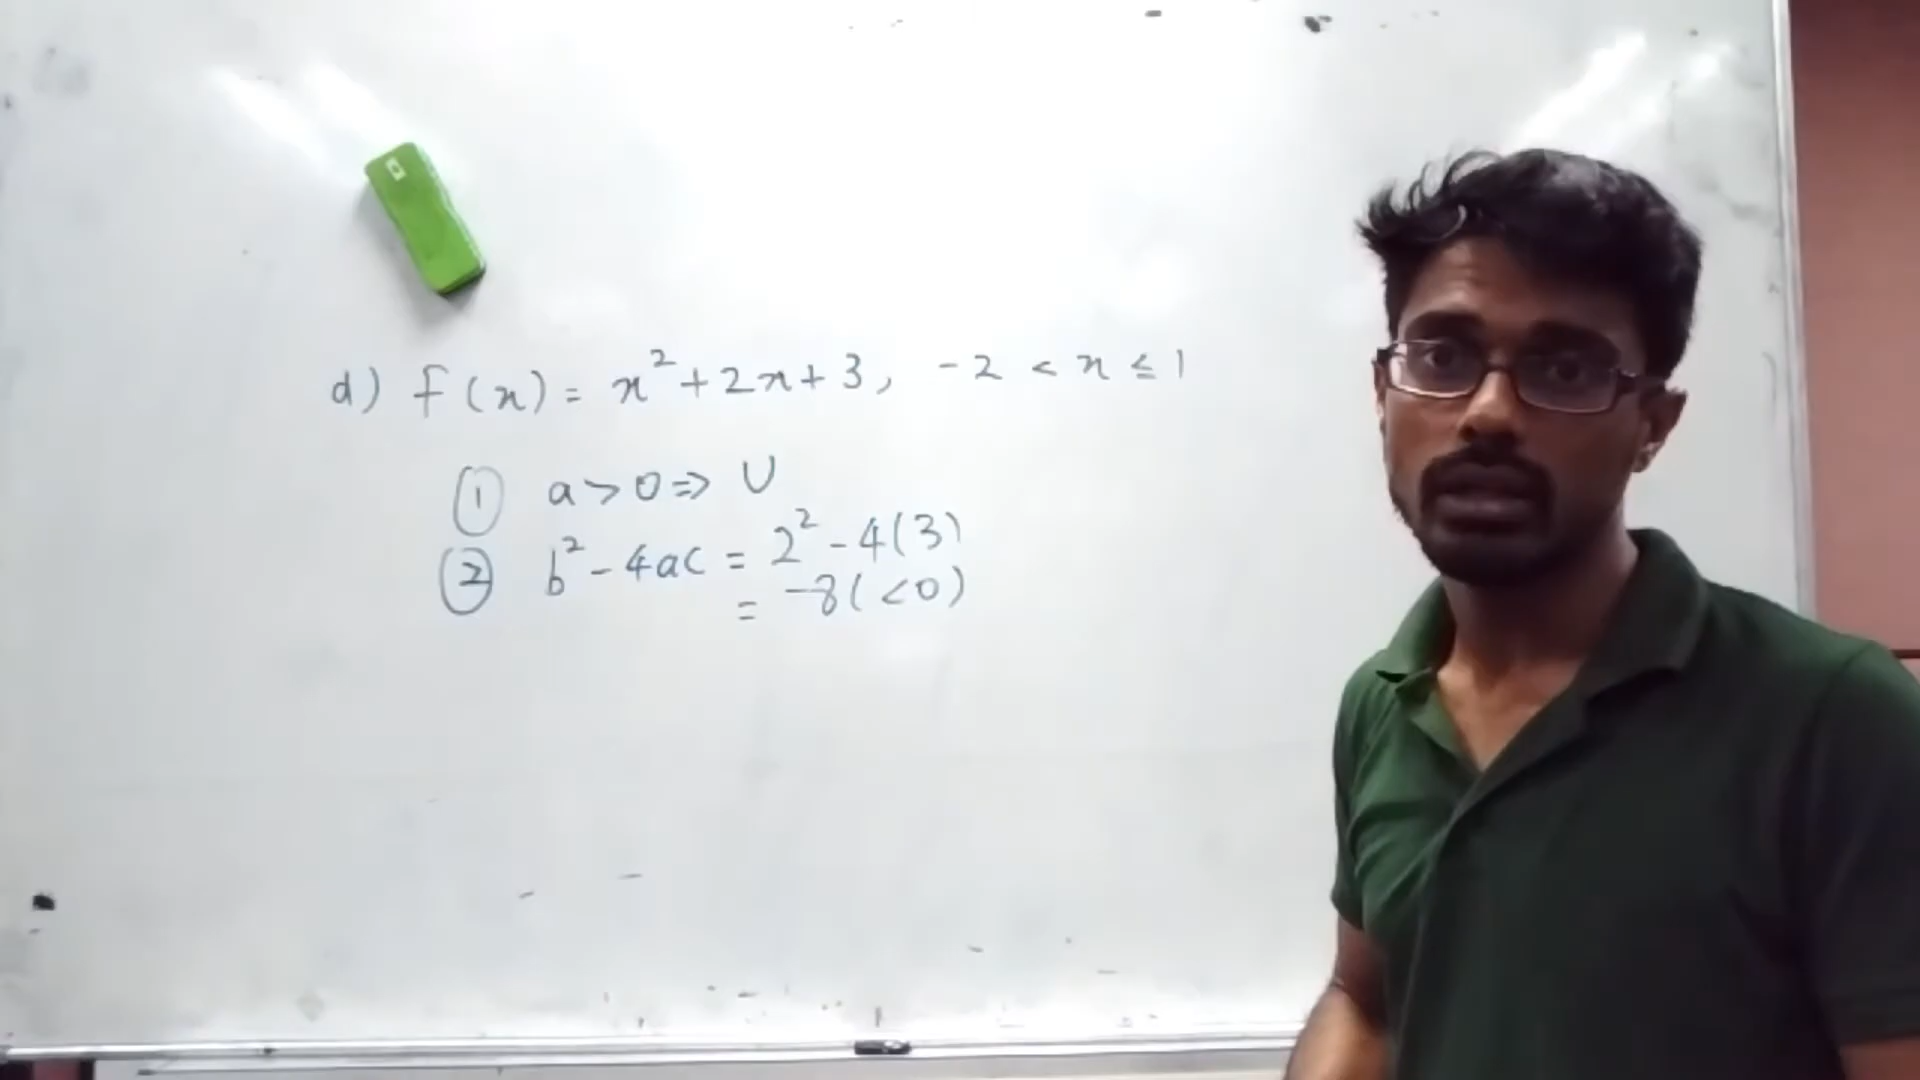 d) f(x) = x² + 2x + 3, -2 < x ≤ 1
① a > 0 ⇒ ∪
② b² - 4ac = 2² - 4(3)
= -8 (<0)